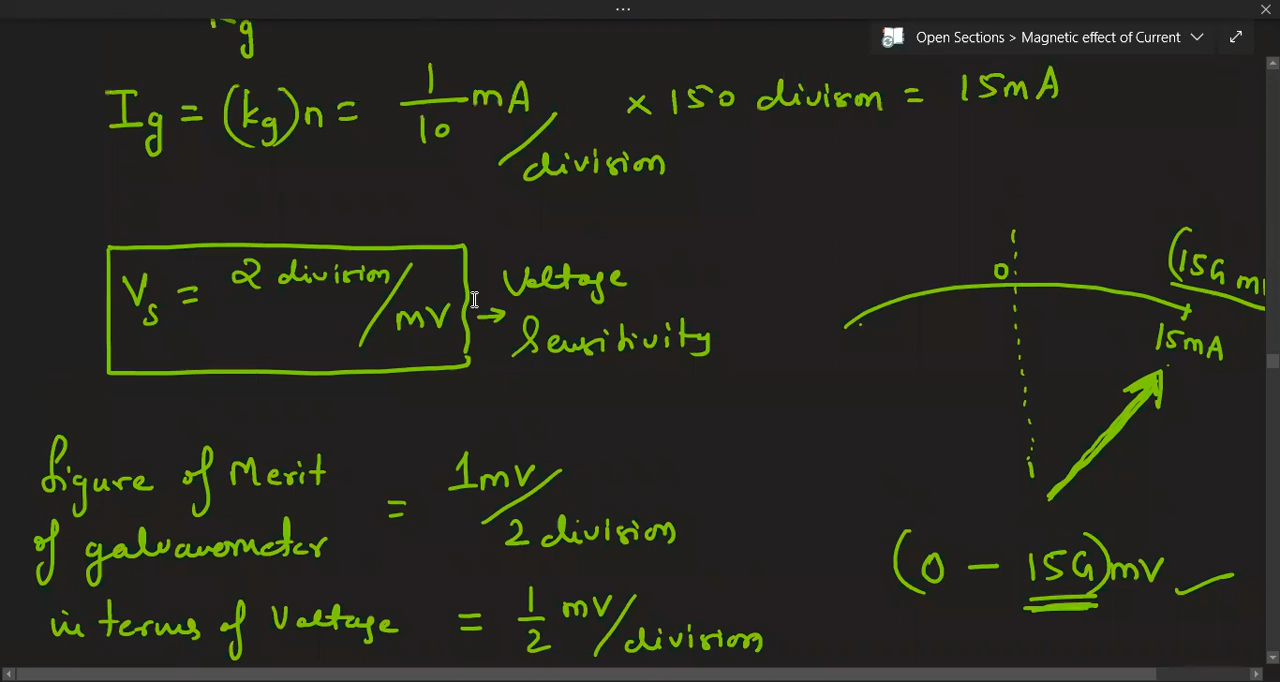 ...
Open Sections > Magnetic effect of Current
g
Ig = (kg)n = 1/10 mA/division × 150 divison = 15mA
Vs = 2 division/mV → Voltage Sensitivity
0
(15G m
15mA
figure of Merit of galvanometer in terms of Voltage = 1mV/2 division
= 1/2 mV/division
(0 - 15G)mV ✓